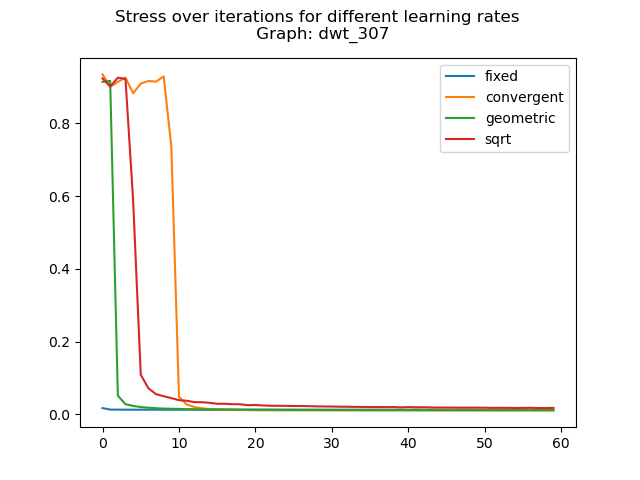 Stress over iterations for different learning rates
Graph: dwt_307
fixed
convergent
geometric
sqrt
0.8
0.6
0.4
0.2
0.0
0 10 20 30 40 50 60